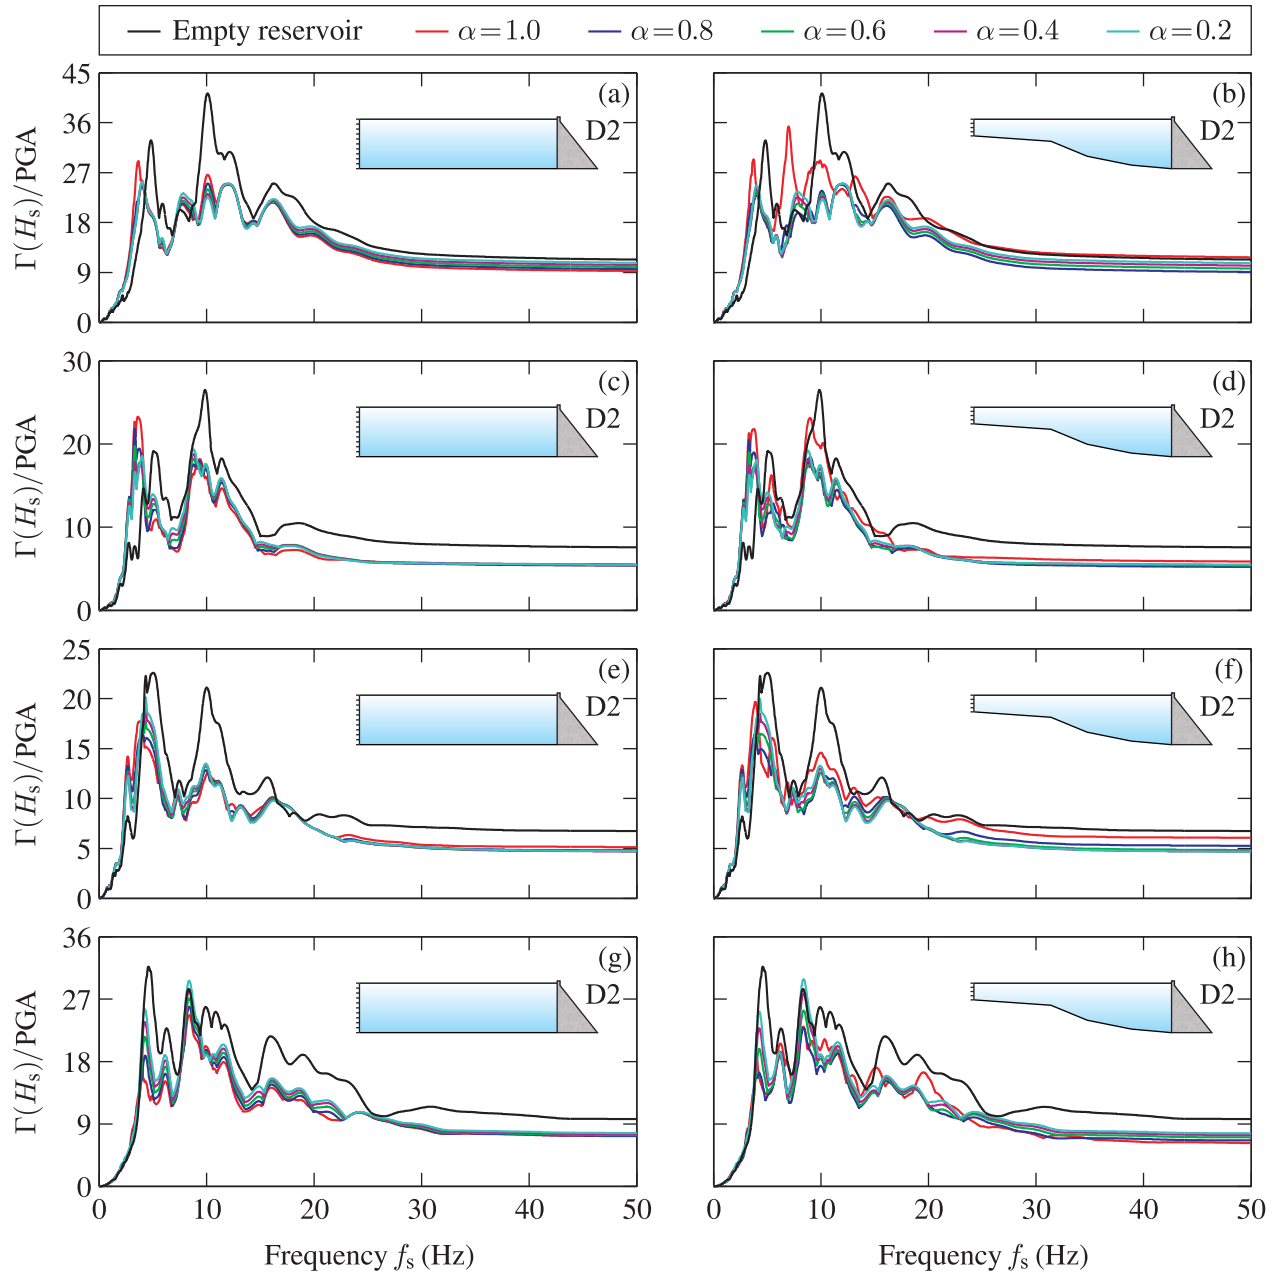 Empty reservoir α=1.0 α=0.8 α=0.6 α=0.4 α=0.2
45 (a) (b)
36 D2 D2
27
18
9
0
Γ(Hs)/PGA
30 (c) (d)
D2 D2
20
10
0
Γ(Hs)/PGA
25 (e) (f)
20 D2 D2
15
10
5
0
Γ(Hs)/PGA
36 (g) (h)
27 D2 D2
18
9
0
Γ(Hs)/PGA
0 10 20 30 40 50 0 10 20 30 40 50
Frequency fs (Hz) Frequency fs (Hz)